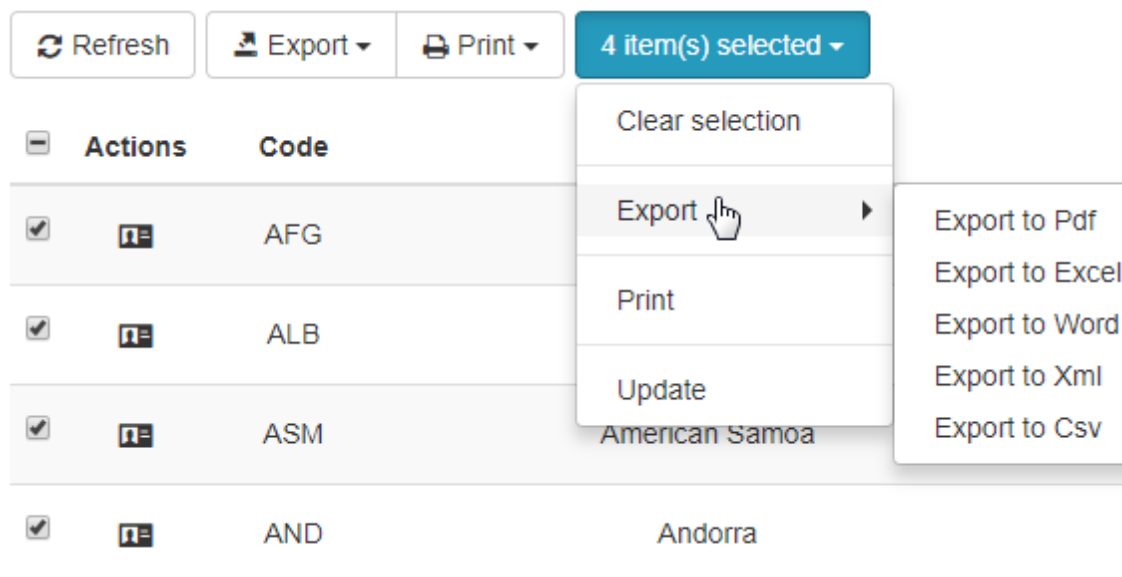 Refresh Export Print 4 item(s) selected
Clear selection
Actions Code
Export
Export to Pdf
Export to Excel
Export to Word
Export to Xml
Export to Csv
Print
Update
AFG
ALB
ASM American Samoa
AND Andorra